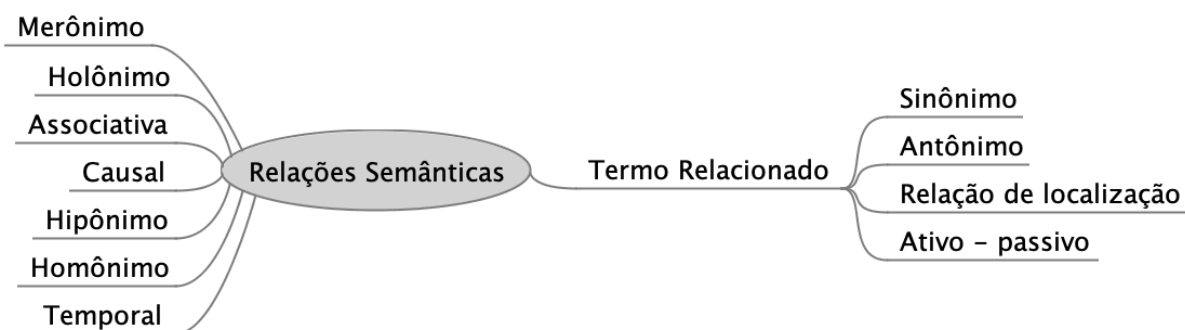 Merônimo
Holônimo
Associativa
Causal
Hipônimo
Homônimo
Temporal
Relações Semânticas
Termo Relacionado
Sinônimo
Antônimo
Relação de localização
Ativo – passivo